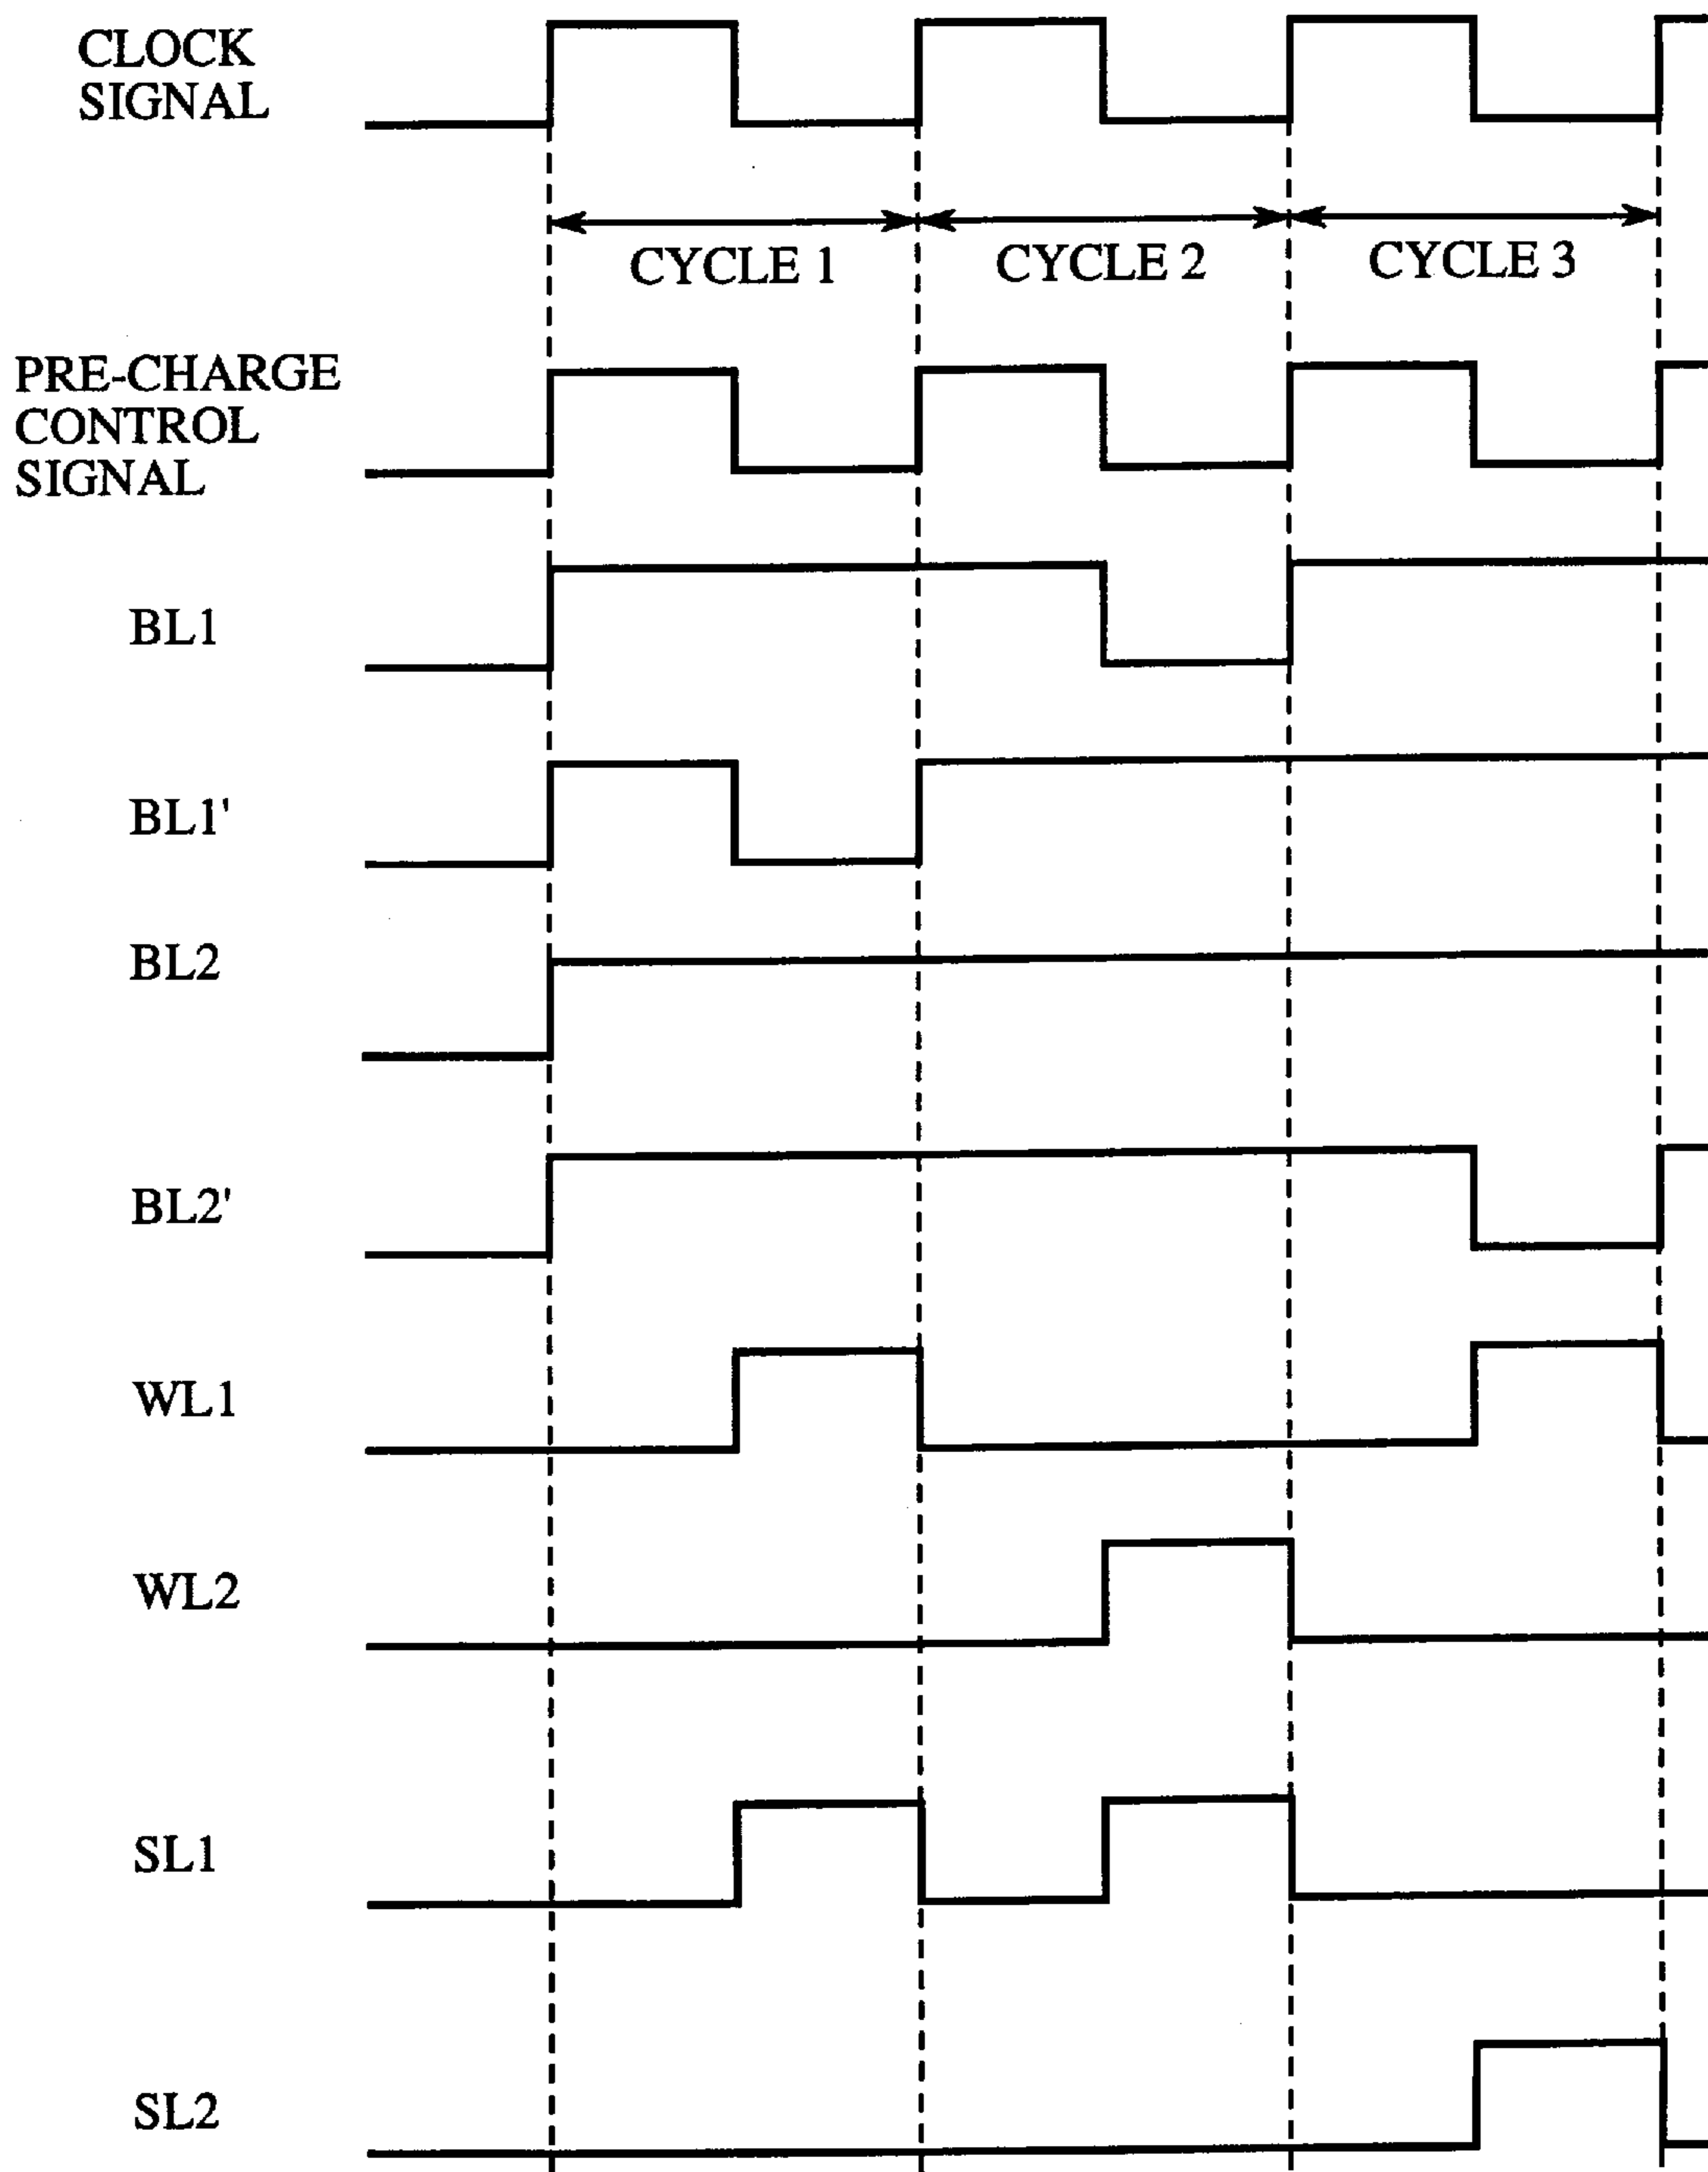 CLOCK
SIGNAL
CYCLE 1
CYCLE 2
CYCLE 3
PRE-CHARGE
CONTROL
SIGNAL
BL1
BL1'
BL2
BL2'
WL1
WL2
SL1
SL2